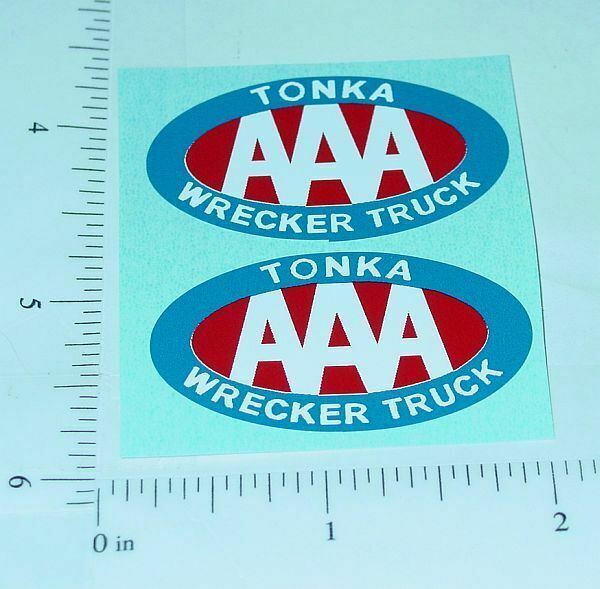 TONKA
AAA
WRECKER TRUCK
TONKA
AAA
WRECKER TRUCK
4
5
6
0 in
1
2